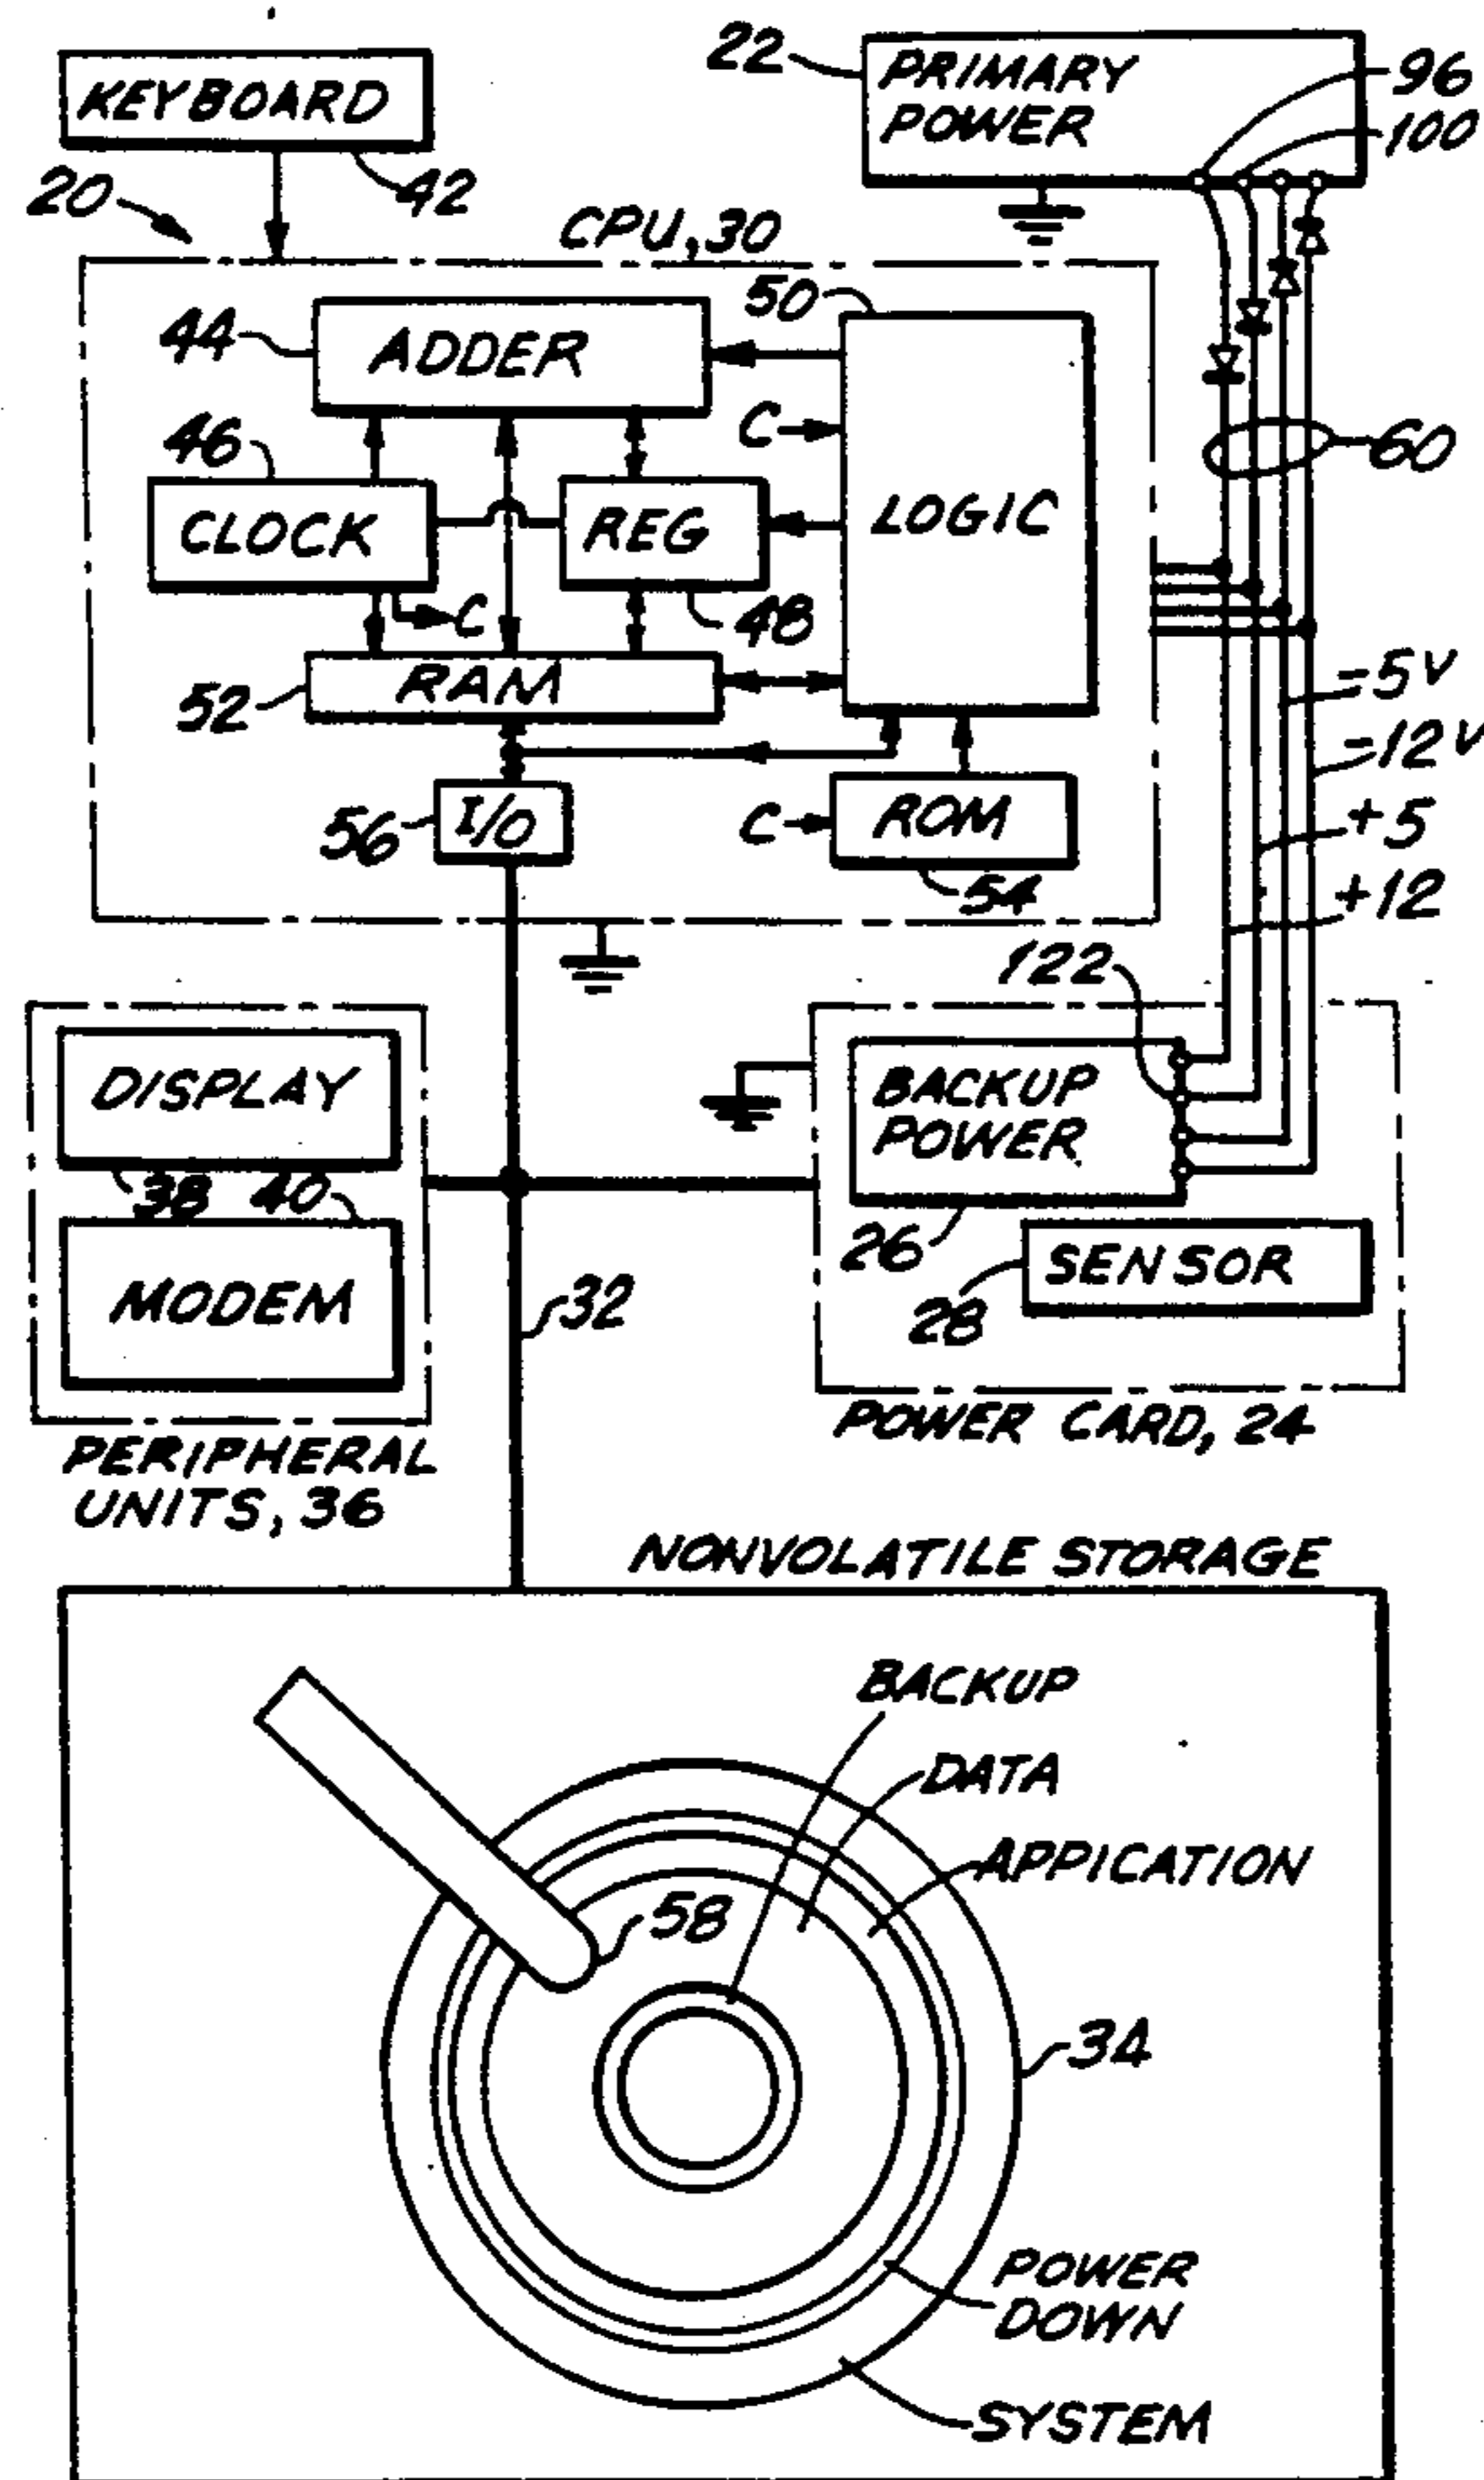 KEYBOARD
42
20
22
PRIMARY
POWER
96
100
CPU, 30
44
ADDER
50
C
LOGIC
46
CLOCK
REG
C
48
52
RAM
60
-5V
-12V
+5
+12
56
I/O
C
ROM
54
122
DISPLAY
38
40
MODEM
PERIPHERAL
UNITS, 36
32
BACKUP
POWER
26
SENSOR
28
POWER CARD, 24
NONVOLATILE STORAGE
BACKUP
DATA
APPICATION
58
34
POWER
DOWN
SYSTEM